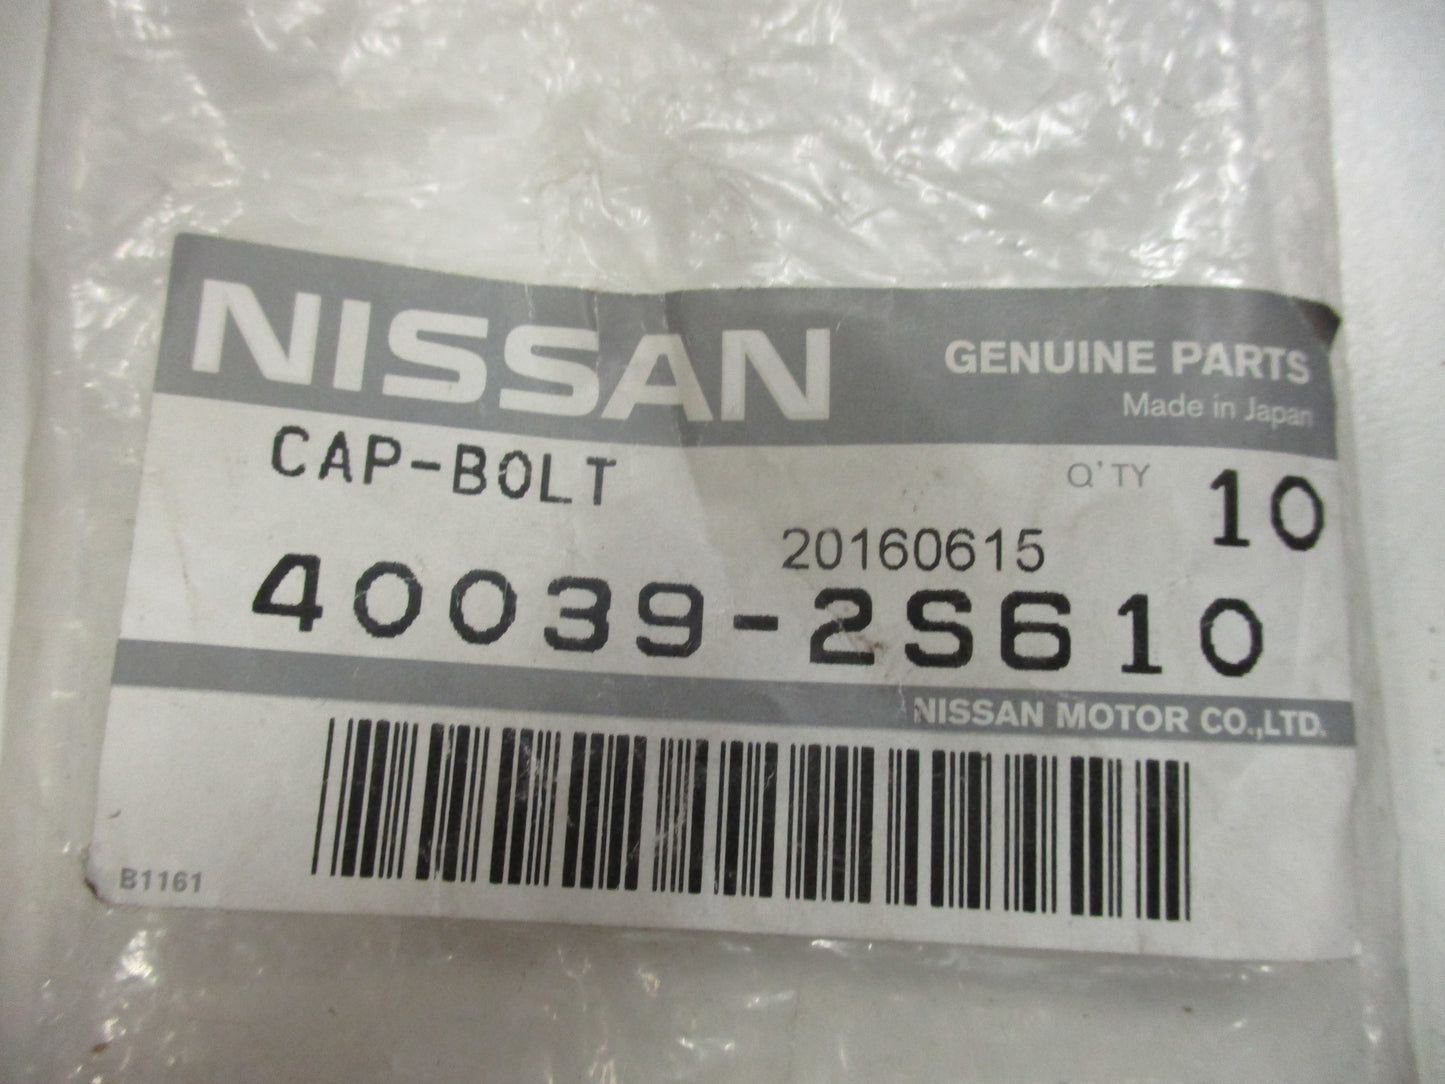 NISSAN
GENUINE PARTS
Made in Japan
CAP-BOLT
Q'TY 10
20160615
40039-2S610
NISSAN MOTOR CO.,LTD.
B1161